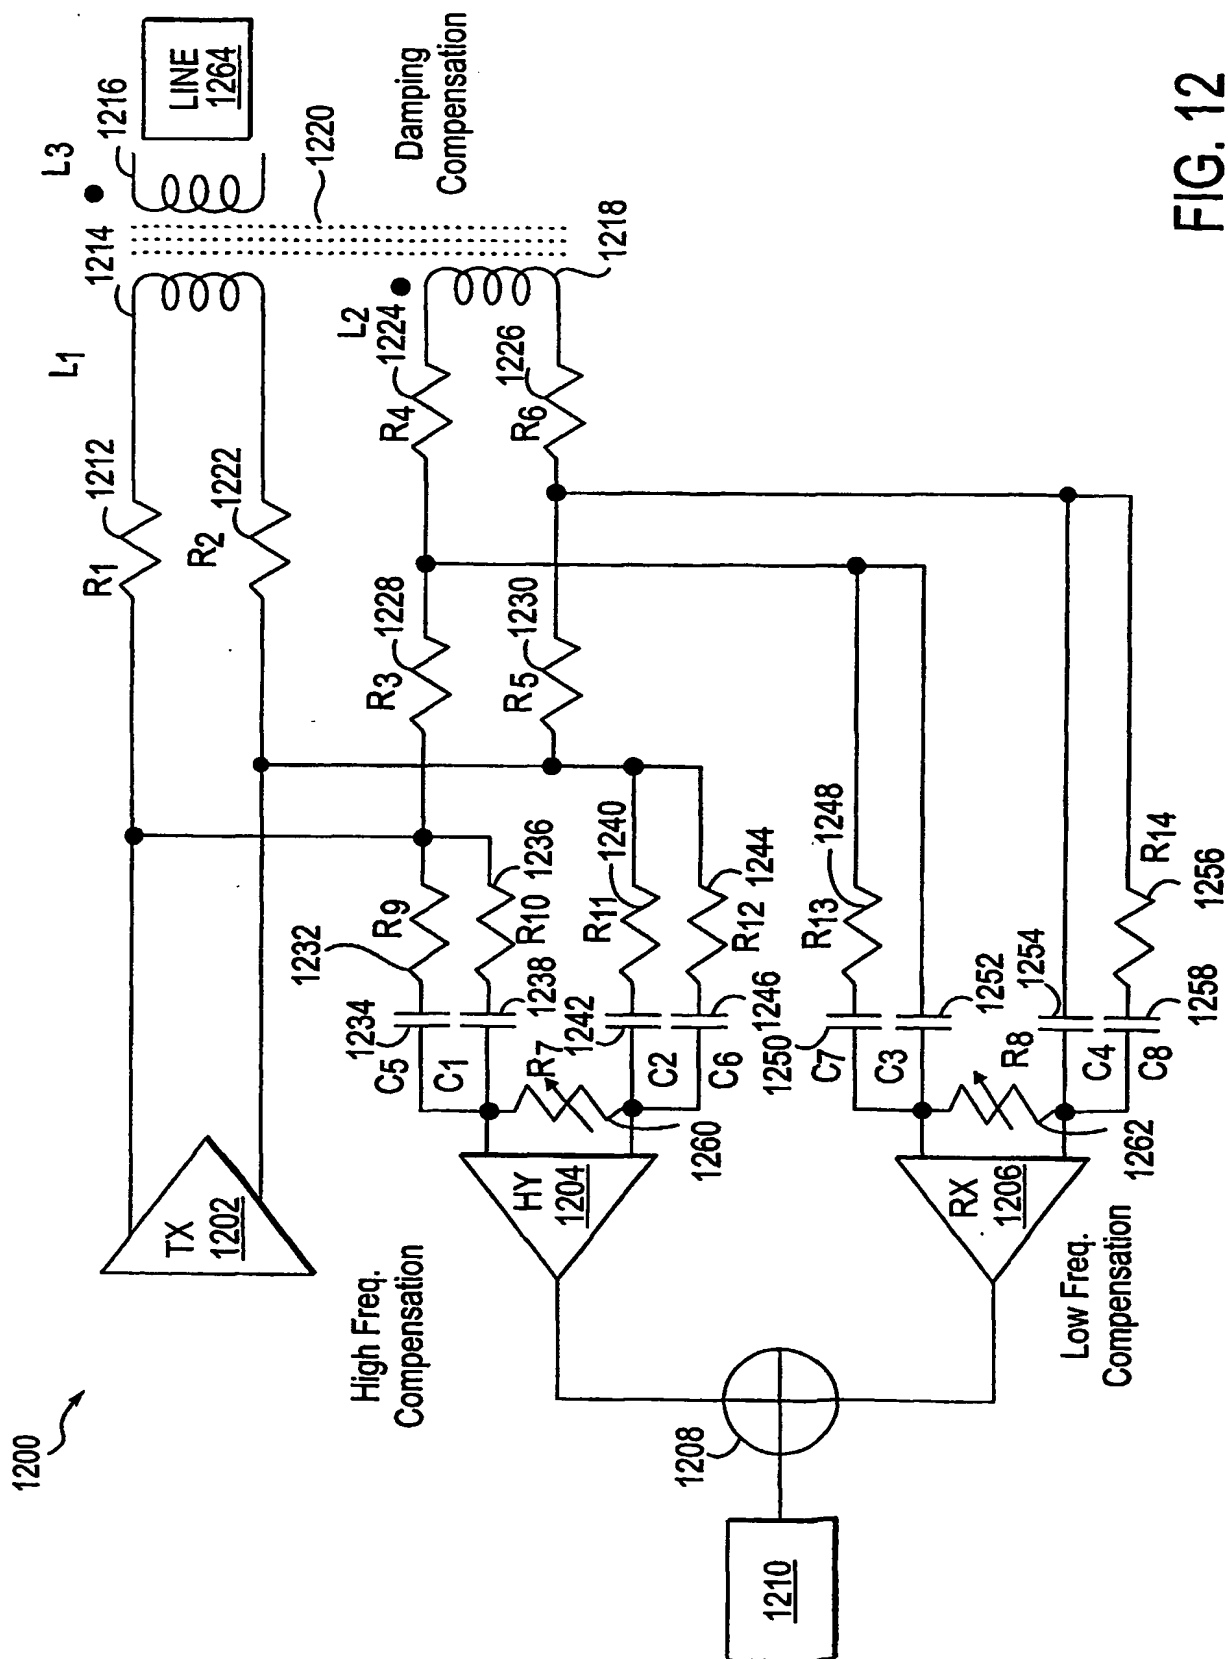 1200
TX
1202
R1
1212
L1
1214
L3
1216
LINE
1264
R2
1222
1220
Damping
Compensation
L2
1224
R4
1218
1226
R6
R3
1228
R5
1230
High Freq.
Compensation
1232
R9
1234
C5
1236
R10
1238
C1
HY
1204
R7
1260
1240
R11
1242
C2
1244
R12
1246
C6
1248
R13
1250
C7
1252
C3
RX
1206
R8
1262
1254
C4
R14
1256
1258
C8
Low Freq.
Compensation
1208
1210
FIG. 12